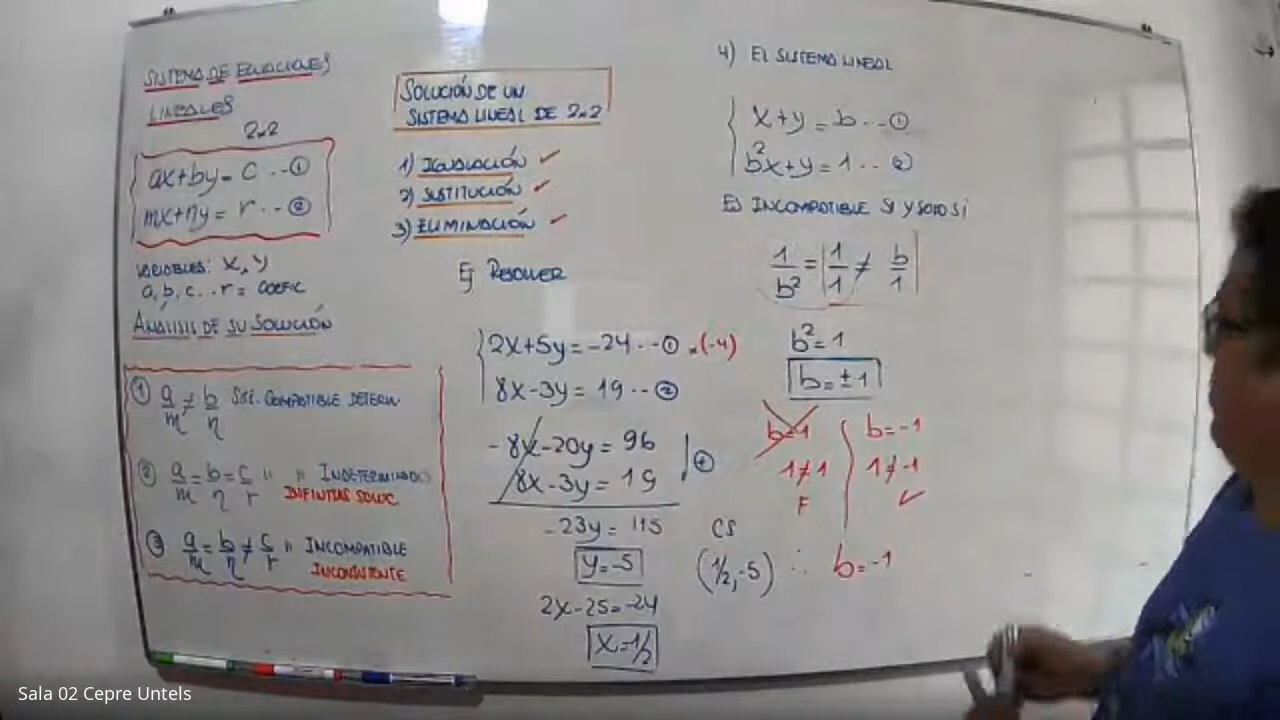 SISTEMA DE ECUACIONES
LINEALES
2x2
ax+by = c ...①
mx+ny = r ...②
VARIABLES: x, y
a, b, c...r = COEFIC
ANÁLISIS DE SU SOLUCIÓN
① a/m ≠ b/n SIST. COMPATIBLE DETERM
② a/m = b/n = c/r " " INDETERMINADO
INFINITAS SOLUC
③ a/m = b/n ≠ c/r " INCOMPATIBLE
INCONSISTENTE
SOLUCIÓN DE UN
SISTEMA LINEAL DE 2x2
1) IGUALACIÓN ✓
2) SUSTITUCIÓN ✓
3) ELIMINACIÓN ✓
Ej RESOLVER
2x+5y = -24 ...① x(-4)
8x-3y = 19 ...②
-8x-20y = 96
8x-3y = 19
⊕
-23y = 115
y = -5
2x-25 = -24
x = 1/2
CS
(1/2, -5)
4) EL SISTEMA LINEAL
x+y = b ...①
b²x+y = 1 ...②
ES INCOMPATIBLE SI Y SOLO SI
1/b² = 1/1 ≠ b/1
b² = 1
b = ±1
b=1
1≠1
F
b=-1
1≠-1
✓
∴ b=-1
Sala 02 Cepre Untels